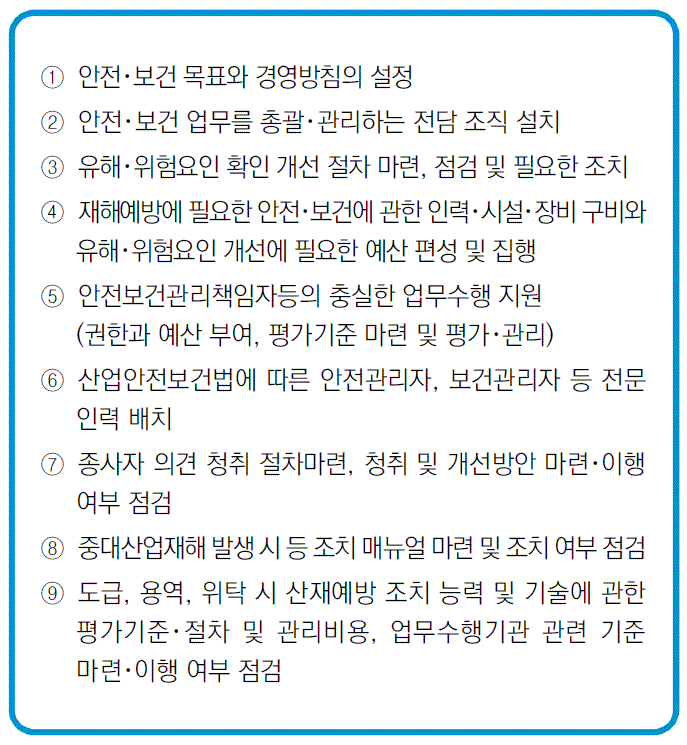 ① 안전·보건 목표와 경영방침의 설정
② 안전·보건 업무를 총괄·관리하는 전담 조직 설치
③ 유해·위험요인 확인 개선 절차 마련, 점검 및 필요한 조치
④ 재해예방에 필요한 안전·보건에 관한 인력·시설·장비 구비와
유해·위험요인 개선에 필요한 예산 편성 및 집행
⑤ 안전보건관리책임자등의 충실한 업무수행 지원
(권한과 예산 부여, 평가기준 마련 및 평가·관리)
⑥ 산업안전보건법에 따른 안전관리자, 보건관리자 등 전문
인력 배치
⑦ 종사자 의견 청취 절차마련, 청취 및 개선방안 마련·이행
여부 점검
⑧ 중대산업재해 발생 시 등 조치 매뉴얼 마련 및 조치 여부 점검
⑨ 도급, 용역, 위탁 시 산재예방 조치 능력 및 기술에 관한
평가기준·절차 및 관리비용, 업무수행기관 관련 기준
마련·이행 여부 점검